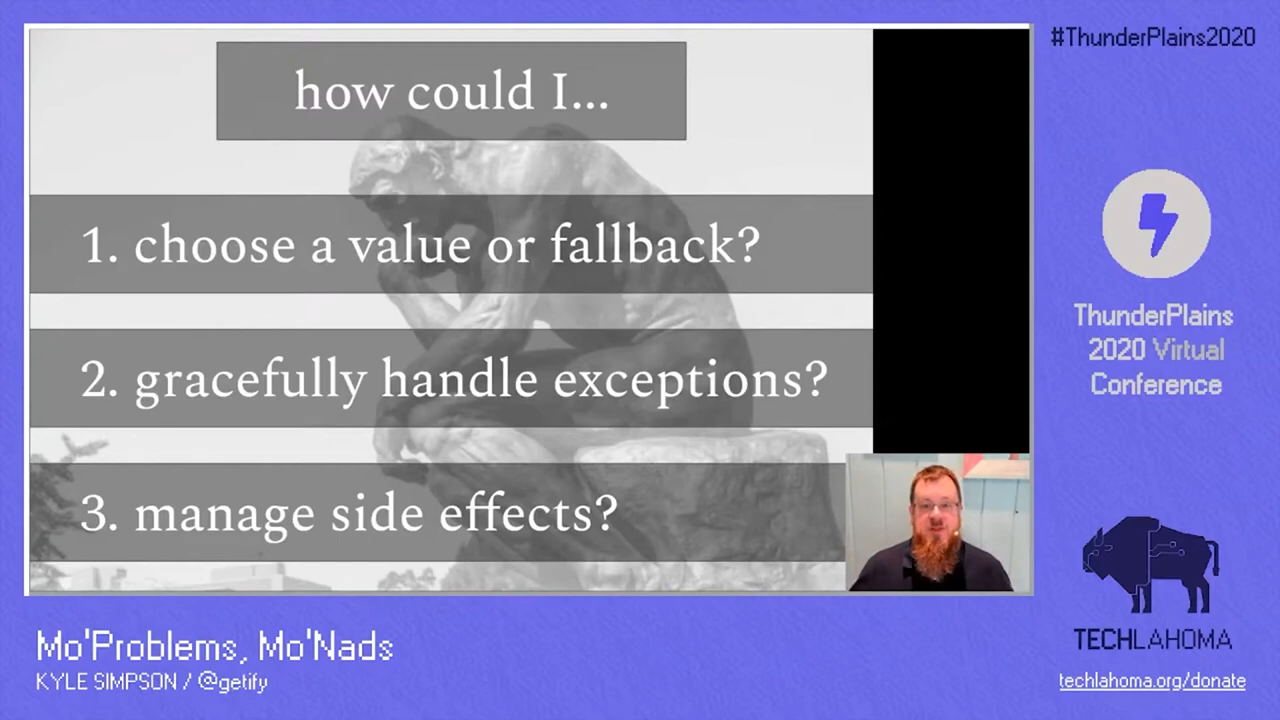 how could I...
1. choose a value or fallback?
2. gracefully handle exceptions?
3. manage side effects?
#ThunderPlains2020
ThunderPlains
2020 Virtual
Conference
TECHLAHOMA
techlahoma.org/donate
Mo'Problems, Mo'Nads
KYLE SIMPSON / @getify